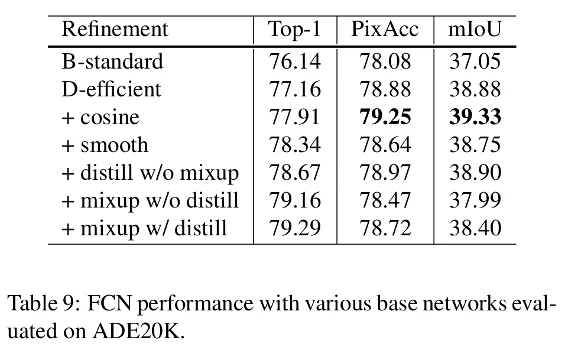 Refinement Top-1 PixAcc mIoU
B-standard 76.14 78.08 37.05
D-efficient 77.16 78.88 38.88
+ cosine 77.91 79.25 39.33
+ smooth 78.34 78.64 38.75
+ distill w/o mixup 78.67 78.97 38.90
+ mixup w/o distill 79.16 78.47 37.99
+ mixup w/ distill 79.29 78.72 38.40
Table 9: FCN performance with various base networks eval-
uated on ADE20K.